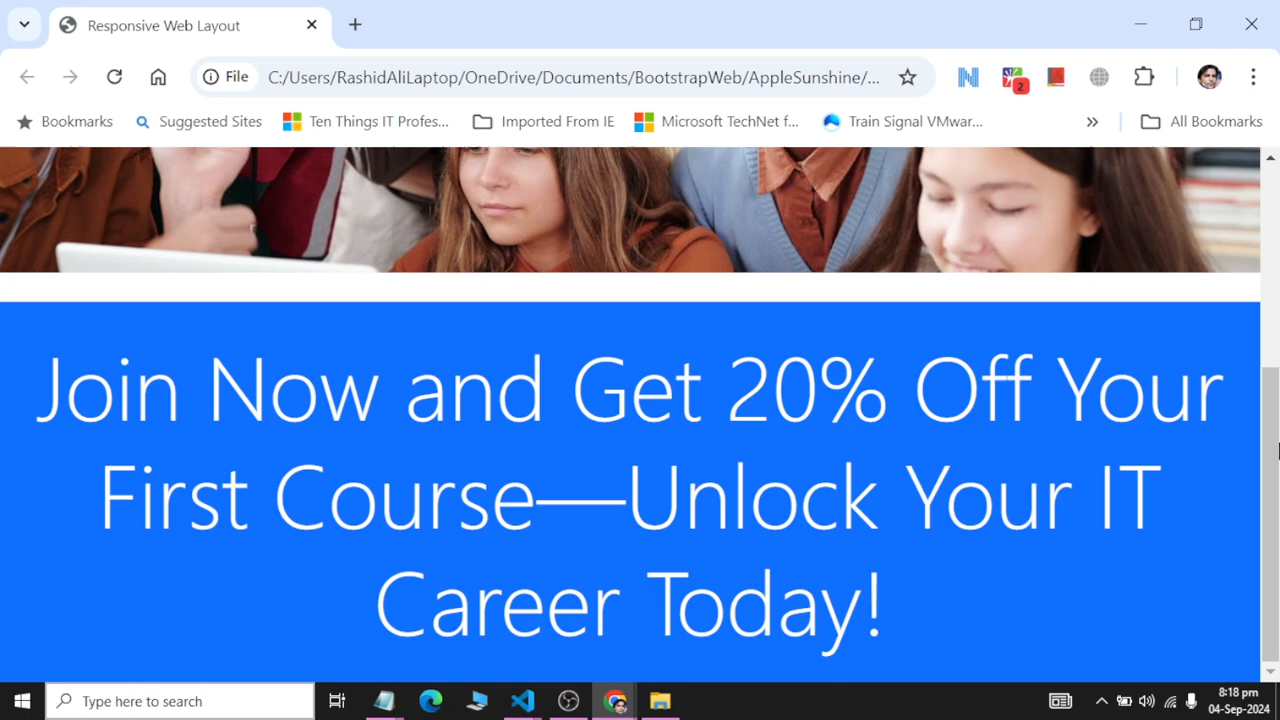 Responsive Web Layout
File
C:/Users/RashidAliLaptop/OneDrive/Documents/BootstrapWeb/AppleSunshine/...
2
Bookmarks
Suggested Sites
Ten Things IT Profes...
Imported From IE
Microsoft TechNet f...
Train Signal VMwar...
All Bookmarks
Join Now and Get 20% Off Your
First Course—Unlock Your IT
Career Today!
Type here to search
8:18 pm
04-Sep-2024